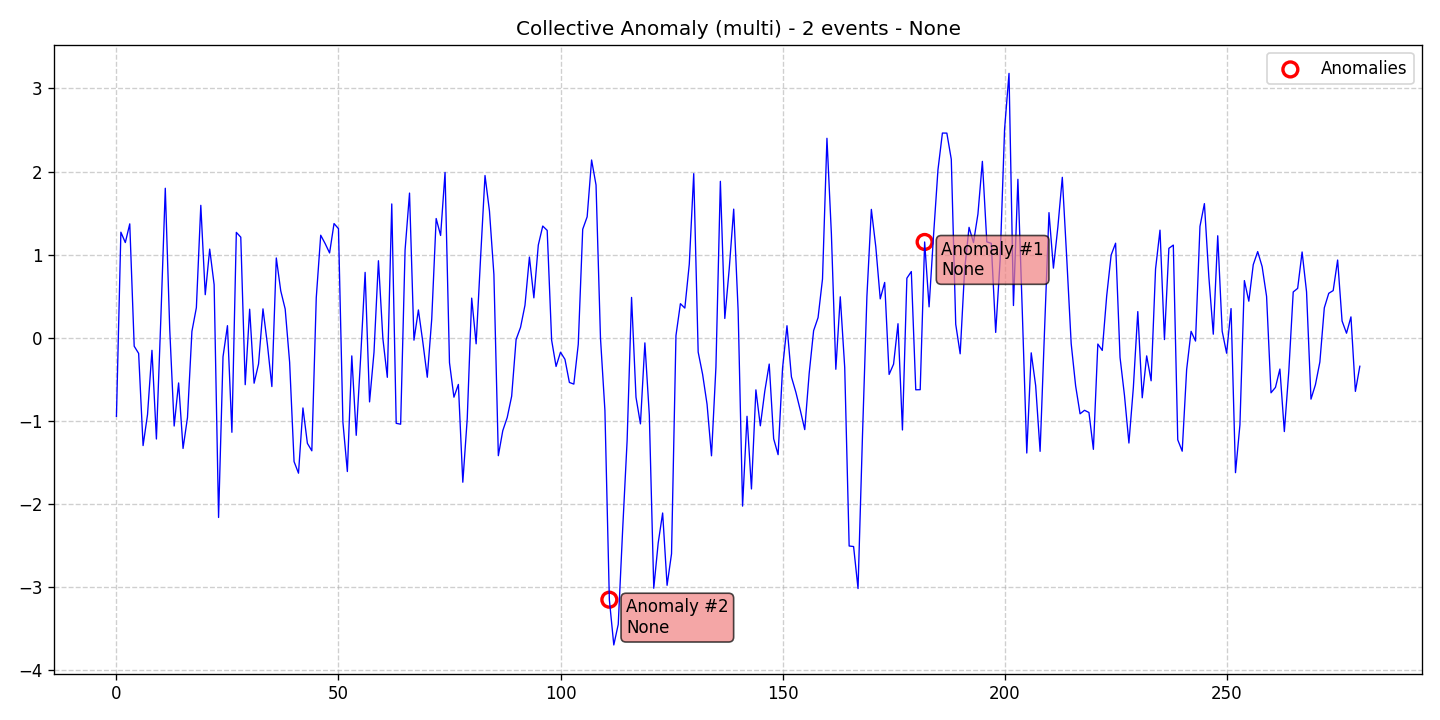 Collective Anomaly (multi) - 2 events - None
Anomalies
3
2
1
0
−1
−2
−3
−4
Anomaly #1
None
Anomaly #2
None
0
50
100
150
200
250